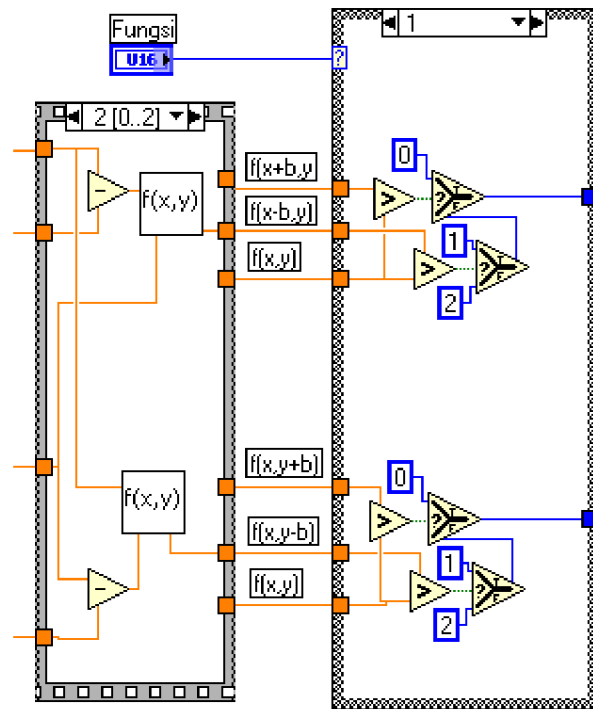 Fungsi
U16
1
?
2 [0..2]
f(x+b,y
0
-
f(x,y)
>
?
T
F
f(x-b,y)
1
f(x,y)
>
?
T
F
2
f(x,y+b)
0
f(x,y)
>
?
T
F
f(x,y-b)
1
-
f(x,y)
>
?
T
F
2